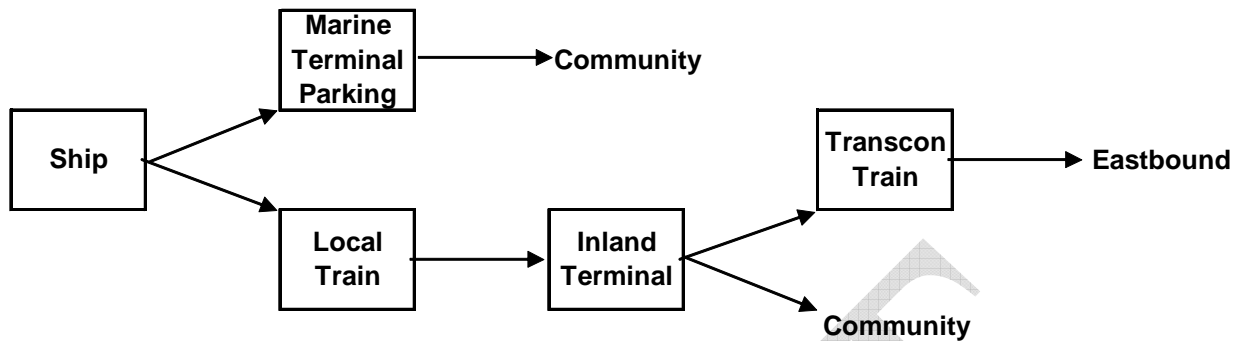 Marine
Terminal
Parking
Community
Ship
Transcon
Train
Eastbound
Local
Train
Inland
Terminal
Community